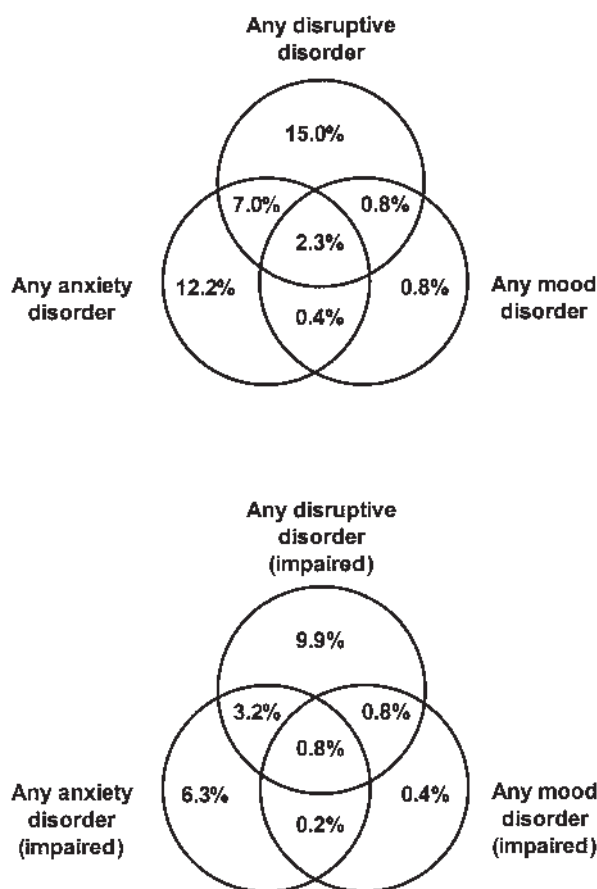 Any disruptive
disorder
15.0%
7.0%
0.8%
2.3%
Any anxiety
disorder
12.2%
0.8%
Any mood
disorder
0.4%
Any disruptive
disorder
(impaired)
9.9%
3.2%
0.8%
0.8%
Any anxiety
disorder
(impaired)
6.3%
0.4%
Any mood
disorder
(impaired)
0.2%